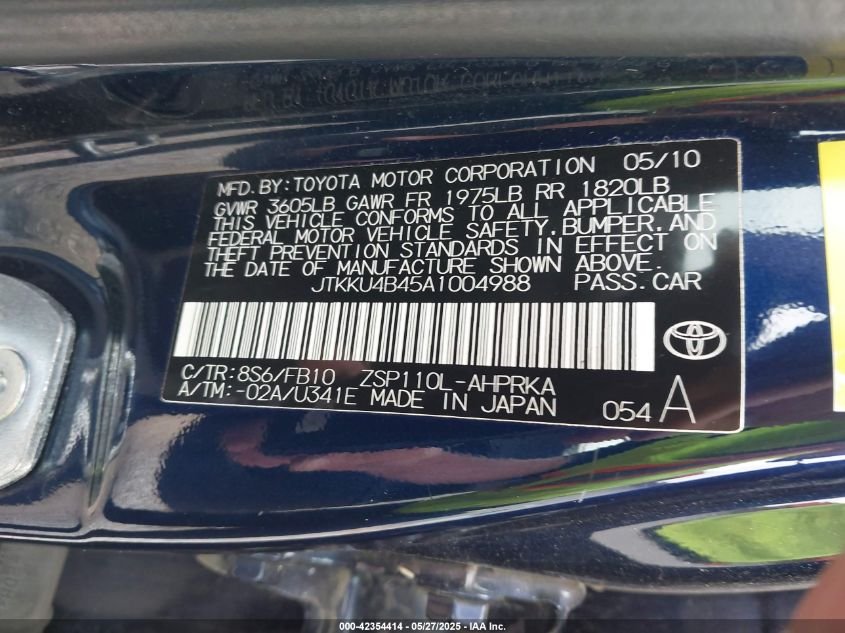 MFD. BY: TOYOTA MOTOR CORPORATION 05/10
GVWR 3605LB GAWR FR 1975LB RR 1820LB
THIS VEHICLE CONFORMS TO ALL APPLICABLE
FEDERAL MOTOR VEHICLE SAFETY, BUMPER, AND
THEFT PREVENTION STANDARDS IN EFFECT ON
THE DATE OF MANUFACTURE SHOWN ABOVE.
JTKKU4B45A1004988 PASS. CAR
C/TR: 8S6/FB10 ZSP110L-AHPRKA
A/TM: -02A/U341E MADE IN JAPAN 054 A
000-42354414 - 05/27/2025 - IAA Inc.